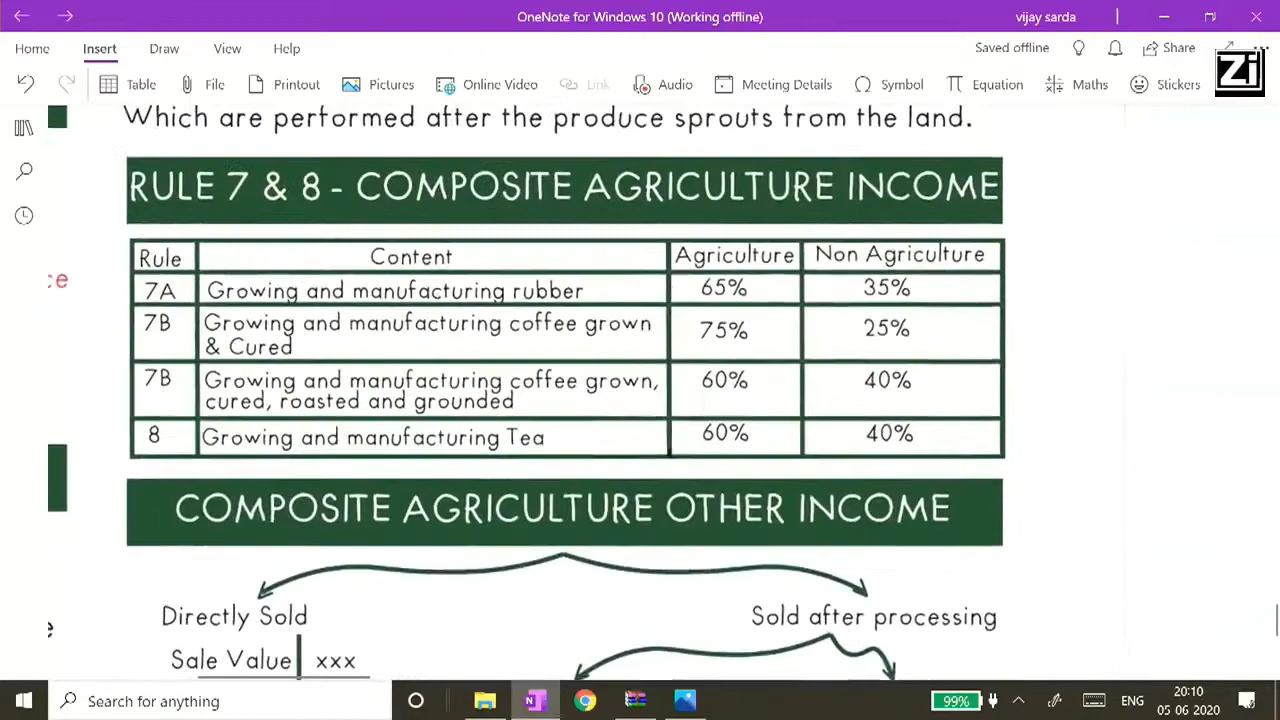 OneNote for Windows 10 (Working offline)
vijay sarda
Home
Insert
Draw
View
Help
Saved offline
Share
Table
File
Printout
Pictures
Online Video
Link
Audio
Meeting Details
Symbol
Equation
Maths
Stickers
Zi
Which are performed after the produce sprouts from the land.
RULE 7 & 8 - COMPOSITE AGRICULTURE INCOME
Rule Content Agriculture Non Agriculture
7A Growing and manufacturing rubber 65% 35%
7B Growing and manufacturing coffee grown 75% 25%
& Cured
7B Growing and manufacturing coffee grown, 60% 40%
cured, roasted and grounded
8 Growing and manufacturing Tea 60% 40%
COMPOSITE AGRICULTURE OTHER INCOME
Directly Sold
Sold after processing
Sale Value xxx
ce
e
Search for anything
99%
ENG
20:10
05-06-2020